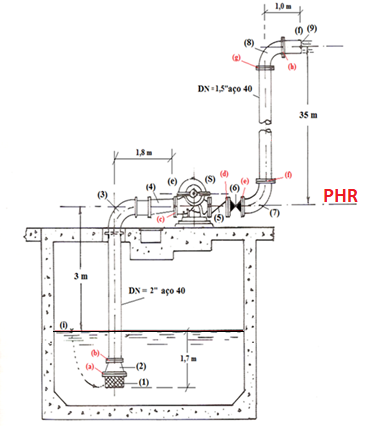 1,0 m
(f) (9)
(8)
(g)
(h)
DN =1,5"aço 40
35 m
1,8 m
(e) (S)
(4)
(3)
(c)
(d)
(6)
(e)
(f)
(5)
(7)
PHR
3 m
DN = 2" aço 40
(i)
(b)
(a)
(2)
(1)
1,7 m